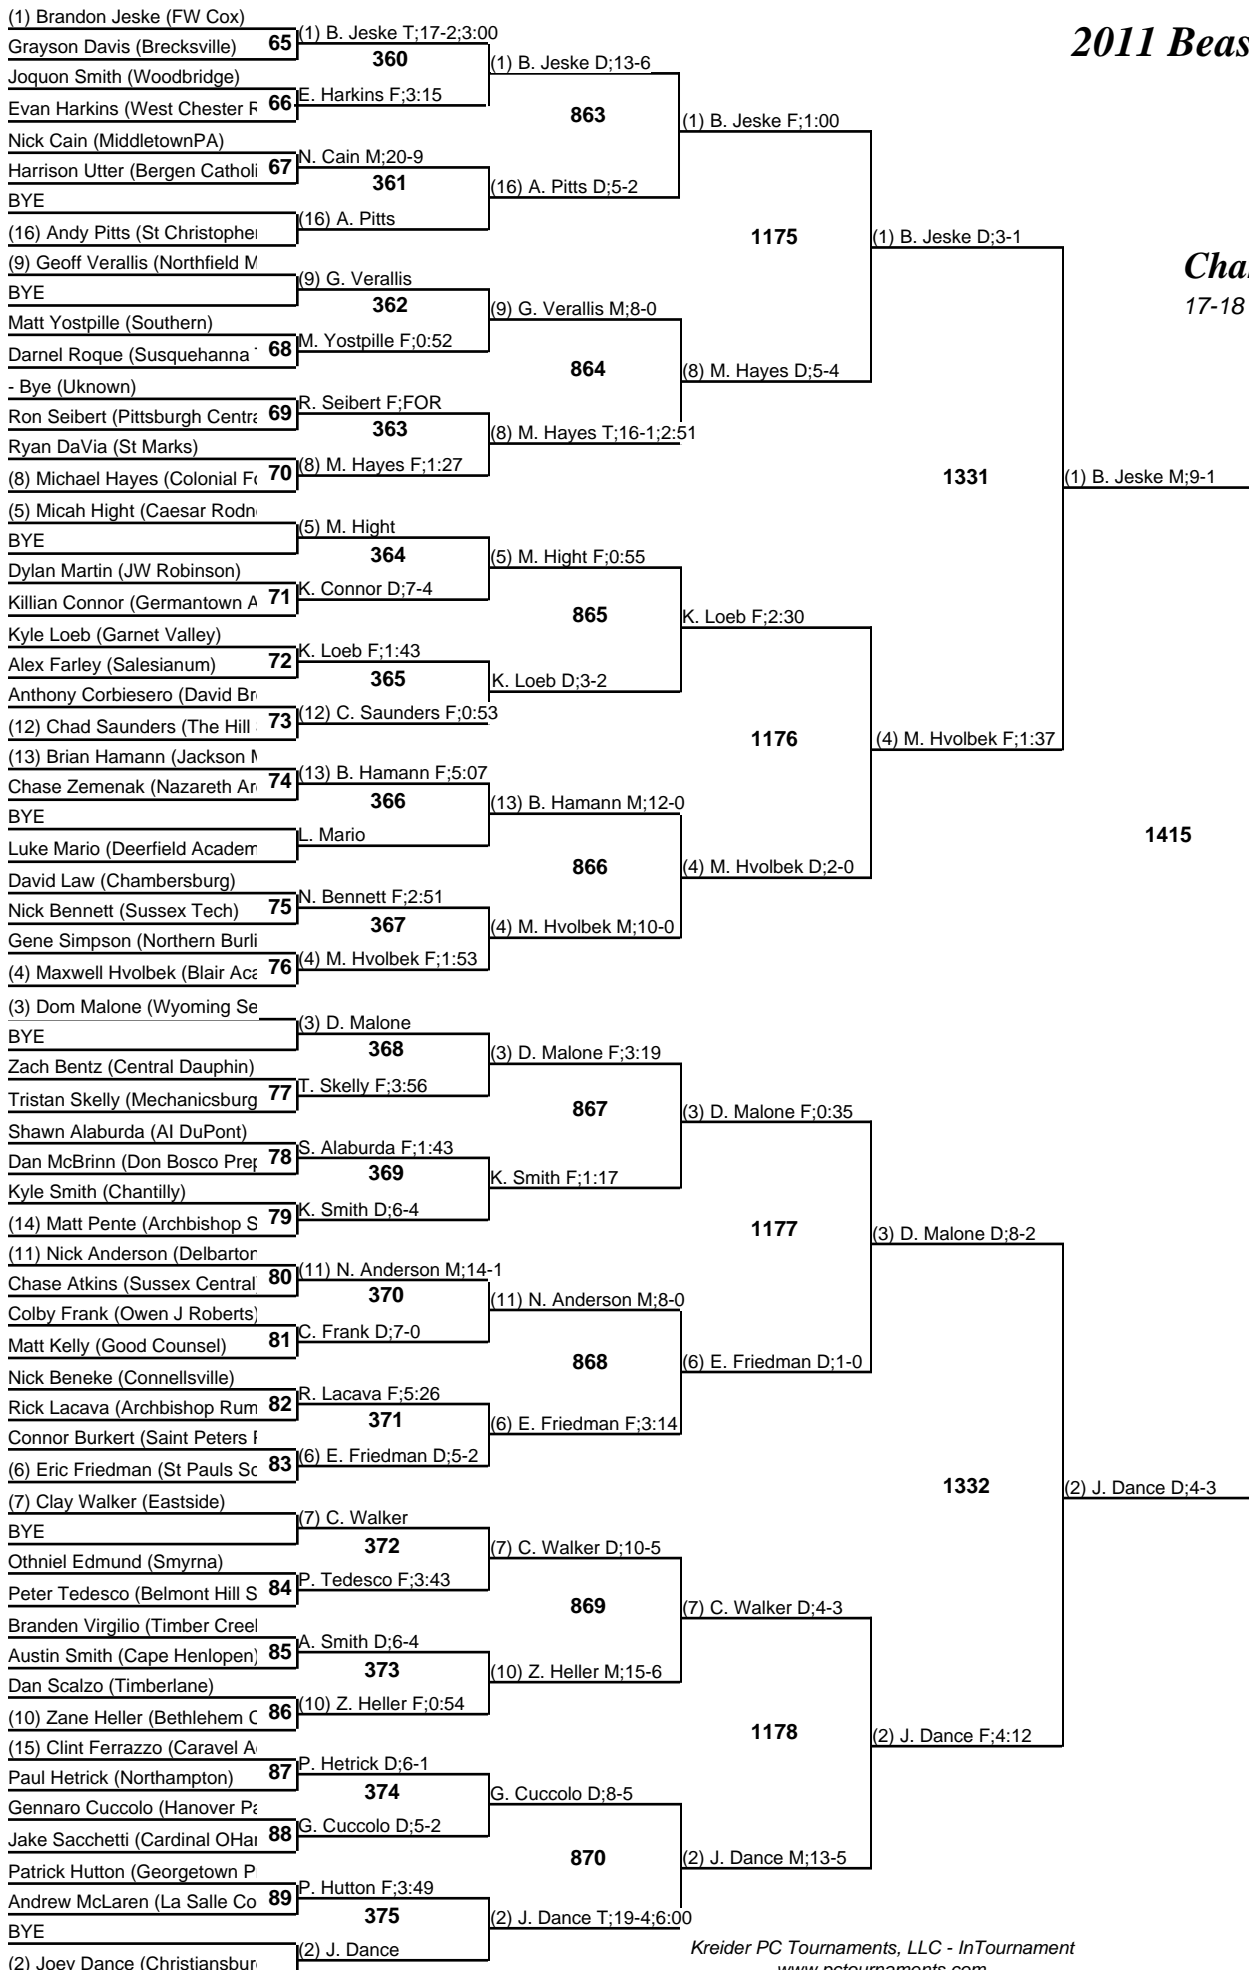 (1) Brandon Jeske (FW Cox)
Grayson Davis (Brecksville) 65
Joquon Smith (Woodbridge)
Evan Harkins (West Chester R 66
Nick Cain (MiddletownPA)
Harrison Utter (Bergen Catholi 67
BYE
(16) Andy Pitts (St Christopher
(9) Geoff Verallis (Northfield M
BYE
Matt Yostpille (Southern)
Darnel Roque (Susquehanna 68
- Bye (Uknown)
Ron Seibert (Pittsburgh Centra 69
Ryan DaVia (St Marks)
(8) Michael Hayes (Colonial Fo 70
(5) Micah Hight (Caesar Rodn
BYE
Dylan Martin (JW Robinson)
Killian Connor (Germantown A 71
Kyle Loeb (Garnet Valley)
Alex Farley (Salesianum) 72
Anthony Corbiesero (David Br
(12) Chad Saunders (The Hill 73
(13) Brian Hamann (Jackson M
Chase Zemenak (Nazareth Ar 74
BYE
Luke Mario (Deerfield Academ
David Law (Chambersburg)
Nick Bennett (Sussex Tech) 75
Gene Simpson (Northern Burli
(4) Maxwell Hvolbek (Blair Aca 76
(3) Dom Malone (Wyoming Se
BYE
Zach Bentz (Central Dauphin)
Tristan Skelly (Mechanicsburg 77
Shawn Alaburda (AI DuPont)
Dan McBrinn (Don Bosco Prep 78
Kyle Smith (Chantilly)
(14) Matt Pente (Archbishop S 79
(11) Nick Anderson (Delbarton
Chase Atkins (Sussex Central) 80
Colby Frank (Owen J Roberts)
Matt Kelly (Good Counsel) 81
Nick Beneke (Connellsville)
Rick Lacava (Archbishop Rum 82
Connor Burkert (Saint Peters P
(6) Eric Friedman (St Pauls Sc 83
(7) Clay Walker (Eastside)
BYE
Othniel Edmund (Smyrna)
Peter Tedesco (Belmont Hill S 84
Branden Virgilio (Timber Creek
Austin Smith (Cape Henlopen) 85
Dan Scalzo (Timberlane)
(10) Zane Heller (Bethlehem C 86
(15) Clint Ferrazzo (Caravel A
Paul Hetrick (Northampton) 87
Gennaro Cuccolo (Hanover Pa
Jake Sacchetti (Cardinal OHar 88
Patrick Hutton (Georgetown P
Andrew McLaren (La Salle Co 89
BYE
(2) Joey Dance (Christiansbur
(1) B. Jeske T;17-2;3:00
360
E. Harkins F;3:15
N. Cain M;20-9
361
(16) A. Pitts
(9) G. Verallis
362
M. Yostpille F;0:52
R. Seibert F;FOR
363
(8) M. Hayes F;1:27
(5) M. Hight
364
K. Connor D;7-4
K. Loeb F;1:43
365
(12) C. Saunders F;0:53
(13) B. Hamann F;5:07
366
L. Mario
N. Bennett F;2:51
367
(4) M. Hvolbek F;1:53
(3) D. Malone
368
T. Skelly F;3:56
S. Alaburda F;1:43
369
K. Smith D;6-4
(11) N. Anderson M;14-1
370
C. Frank D;7-0
R. Lacava F;5:26
371
(6) E. Friedman D;5-2
(7) C. Walker
372
P. Tedesco F;3:43
A. Smith D;6-4
373
(10) Z. Heller F;0:54
P. Hetrick D;6-1
374
G. Cuccolo D;5-2
P. Hutton F;3:49
375
(2) J. Dance
(1) B. Jeske D;13-6
863
(16) A. Pitts D;5-2
(9) G. Verallis M;8-0
864
(8) M. Hayes T;16-1;2:51
(5) M. Hight F;0:55
865
K. Loeb D;3-2
(13) B. Hamann M;12-0
866
(4) M. Hvolbek M;10-0
(3) D. Malone F;3:19
867
K. Smith F;1:17
(11) N. Anderson M;8-0
868
(6) E. Friedman F;3:14
(7) C. Walker D;10-5
869
(10) Z. Heller M;15-6
G. Cuccolo D;8-5
870
(2) J. Dance T;19-4;6:00
(1) B. Jeske F;1:00
1175
(8) M. Hayes D;5-4
K. Loeb F;2:30
1176
(4) M. Hvolbek D;2-0
(3) D. Malone F;0:35
1177
(6) E. Friedman D;1-0
(7) C. Walker D;4-3
1178
(2) J. Dance M;13-5
(1) B. Jeske D;3-1
1331
(4) M. Hvolbek F;1:37
(3) D. Malone D;8-2
1332
(2) J. Dance F;4:12
(1) B. Jeske M;9-1
1415
(2) J. Dance D;4-3
2011 Beas
Cha
17-18
Kreider PC Tournaments, LLC - InTournament
www.pctournaments.com